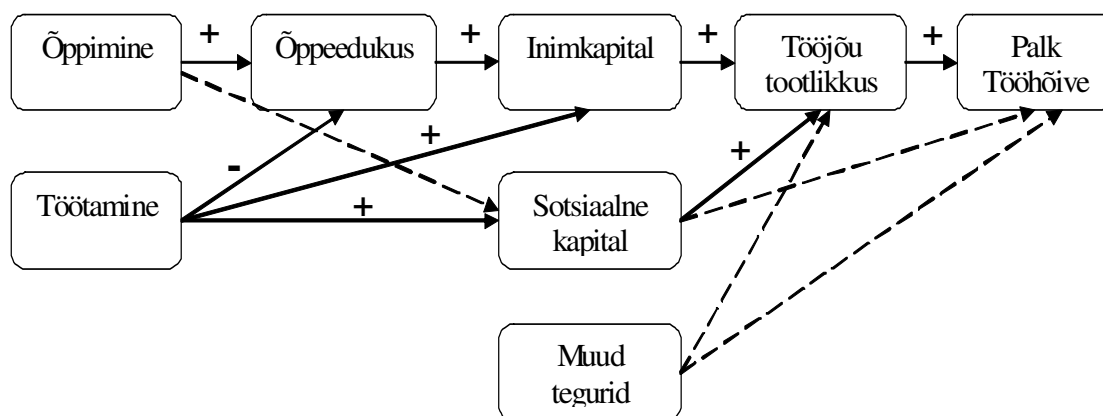 Õppimine
+
Õppeedukus
+
Inimkapital
+
Tööjõu
tootlikkus
+
Palk
Tööhõive
-
+
+
Töötamine
+
Sotsiaalne
kapital
Muud
tegurid